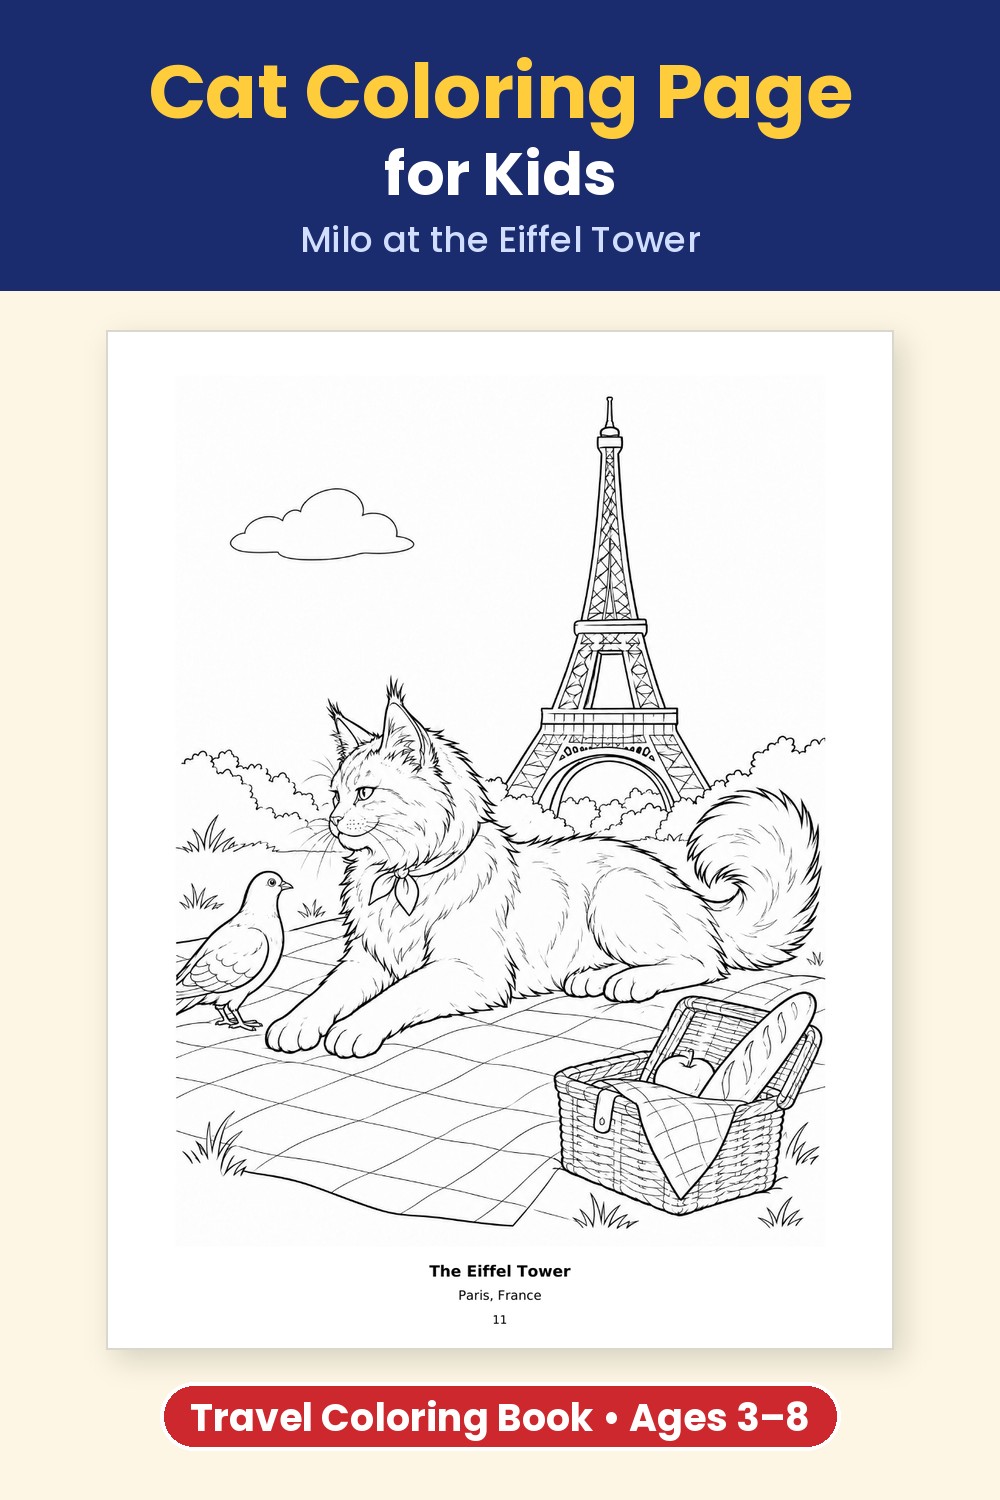 Cat Coloring Page
for Kids
Milo at the Eiffel Tower
The Eiffel Tower
Paris, France
11
Travel Coloring Book • Ages 3–8